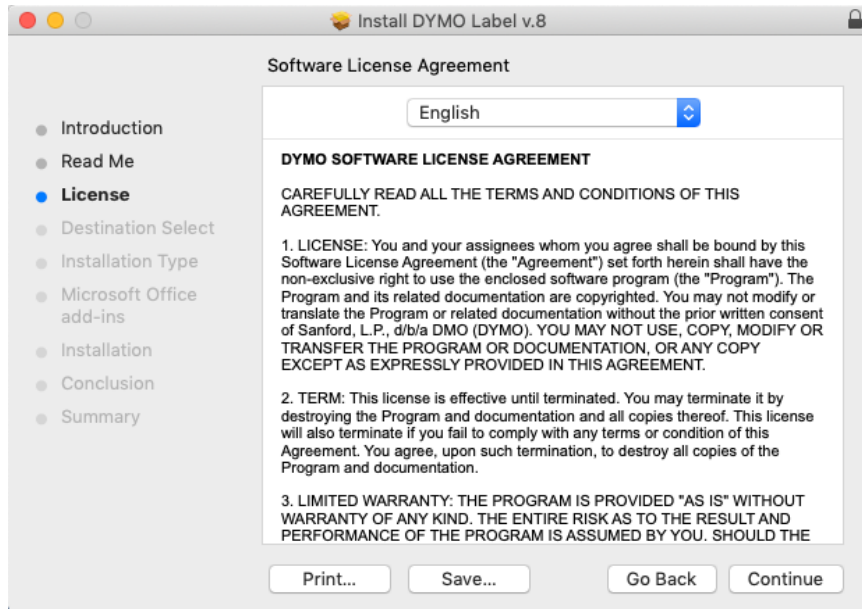 Install DYMO Label v.8
Software License Agreement
Introduction
Read Me
License
Destination Select
Installation Type
Microsoft Office
add-ins
Installation
Conclusion
Summary
English
DYMO SOFTWARE LICENSE AGREEMENT
CAREFULLY READ ALL THE TERMS AND CONDITIONS OF THIS
AGREEMENT.
1. LICENSE: You and your assignees whom you agree shall be bound by this
Software License Agreement (the "Agreement") set forth herein shall have the
non-exclusive right to use the enclosed software program (the "Program"). The
Program and its related documentation are copyrighted. You may not modify or
translate the Program or related documentation without the prior written consent
of Sanford, L.P., d/b/a DMO (DYMO). YOU MAY NOT USE, COPY, MODIFY OR
TRANSFER THE PROGRAM OR DOCUMENTATION, OR ANY COPY
EXCEPT AS EXPRESSLY PROVIDED IN THIS AGREEMENT.
2. TERM: This license is effective until terminated. You may terminate it by
destroying the Program and documentation and all copies thereof. This license
will also terminate if you fail to comply with any terms or condition of this
Agreement. You agree, upon such termination, to destroy all copies of the
Program and documentation.
3. LIMITED WARRANTY: THE PROGRAM IS PROVIDED "AS IS" WITHOUT
WARRANTY OF ANY KIND. THE ENTIRE RISK AS TO THE RESULT AND
PERFORMANCE OF THE PROGRAM IS ASSUMED BY YOU. SHOULD THE
Print...
Save...
Go Back
Continue